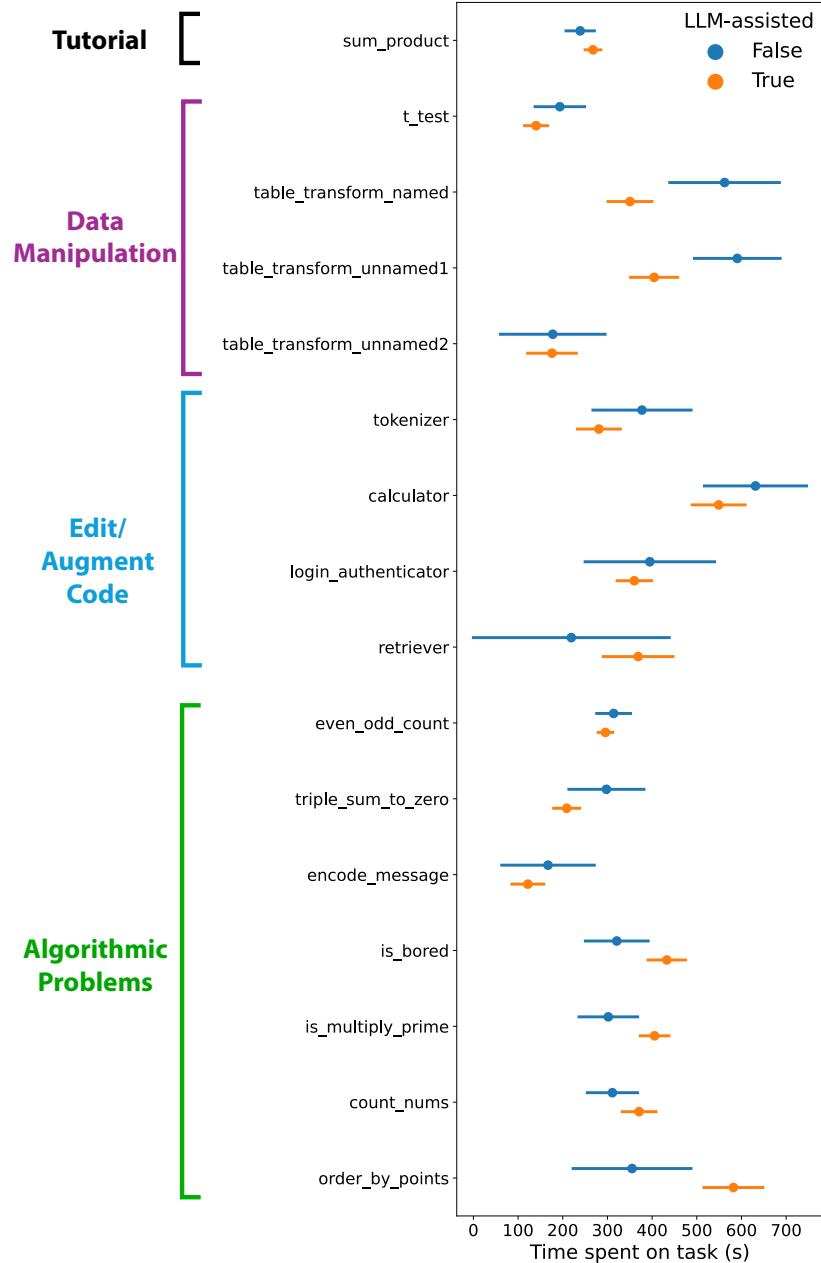 Tutorial
sum_product
LLM-assisted
False
True
t_test
Data
Manipulation
table_transform_named
table_transform_unnamed1
table_transform_unnamed2
Edit/
Augment
Code
tokenizer
calculator
login_authenticator
retriever
Algorithmic
Problems
even_odd_count
triple_sum_to_zero
encode_message
is_bored
is_multiply_prime
count_nums
order_by_points
0 100 200 300 400 500 600 700
Time spent on task (s)